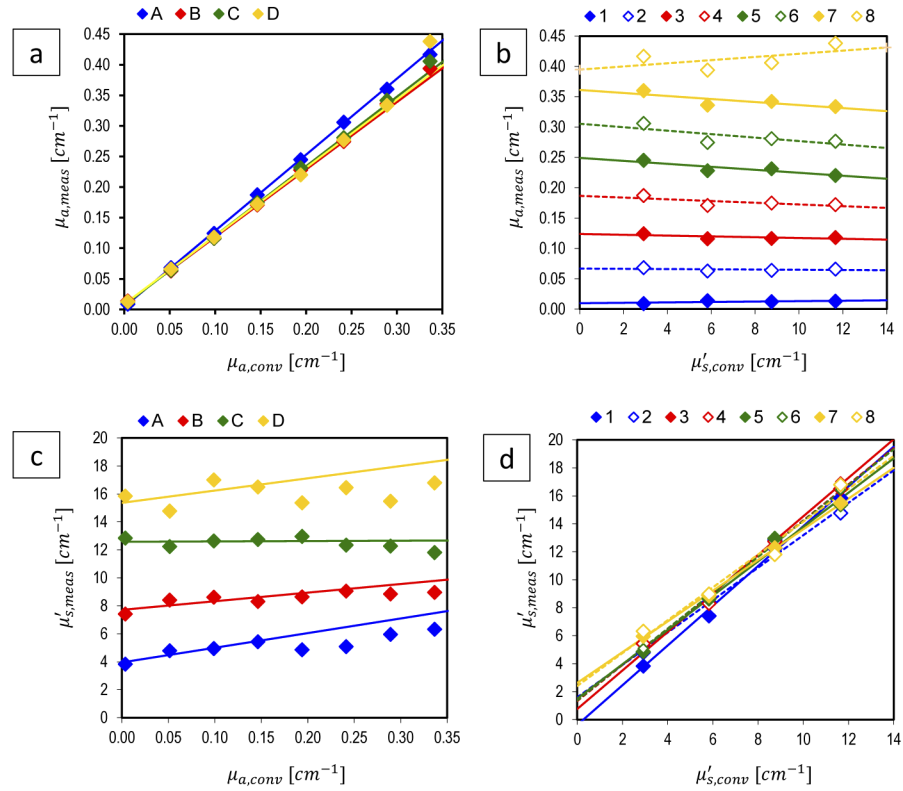 a
A B C D
0.45
0.40
0.35
0.30
0.25
0.20
0.15
0.10
0.05
0.00
μa,meas [cm⁻¹]
0.00 0.05 0.10 0.15 0.20 0.25 0.30 0.35
μa,conv [cm⁻¹]
b
1 2 3 4 5 6 7 8
0.45
0.40
0.35
0.30
0.25
0.20
0.15
0.10
0.05
0.00
μa,meas [cm⁻¹]
0 2 4 6 8 10 12 14
μ′s,conv [cm⁻¹]
c
A B C D
20
18
16
14
12
10
8
6
4
2
0
μ′s,meas [cm⁻¹]
0.00 0.05 0.10 0.15 0.20 0.25 0.30 0.35
μa,conv [cm⁻¹]
d
1 2 3 4 5 6 7 8
20
18
16
14
12
10
8
6
4
2
0
μ′s,meas [cm⁻¹]
0 2 4 6 8 10 12 14
μ′s,conv [cm⁻¹]